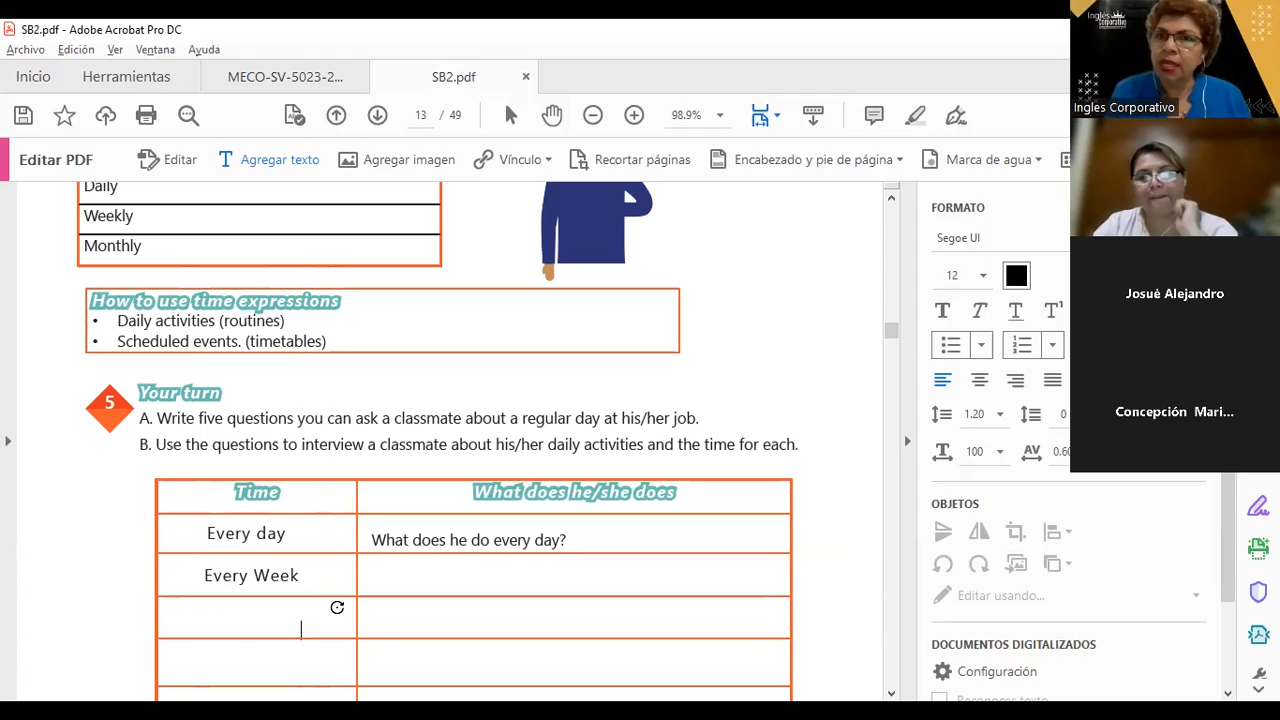 SB2.pdf - Adobe Acrobat Pro DC
Archivo Edición Ver Ventana Ayuda
Inicio Herramientas MECO-SV-5023-2... SB2.pdf ×
13 / 49 98.9%
Editar PDF Editar Agregar texto Agregar imagen Vínculo Recortar páginas Encabezado y pie de página Marca de agua
Daily
Weekly
Monthly
How to use time expressions
• Daily activities (routines)
• Scheduled events. (timetables)
5 Your turn
A. Write five questions you can ask a classmate about a regular day at his/her job.
B. Use the questions to interview a classmate about his/her daily activities and the time for each.
Time What does he/she does
Every day What does he do every day?
Every Week
FORMATO
Segoe UI
12
T T T T¹
1.20 0
100 AV 0.60
OBJETOS
Editar usando...
DOCUMENTOS DIGITALIZADOS
Configuración
Reconocer texto
Ingles
Corporativo
Ingles Corporativo
Josué Alejandro
Concepción Mari...